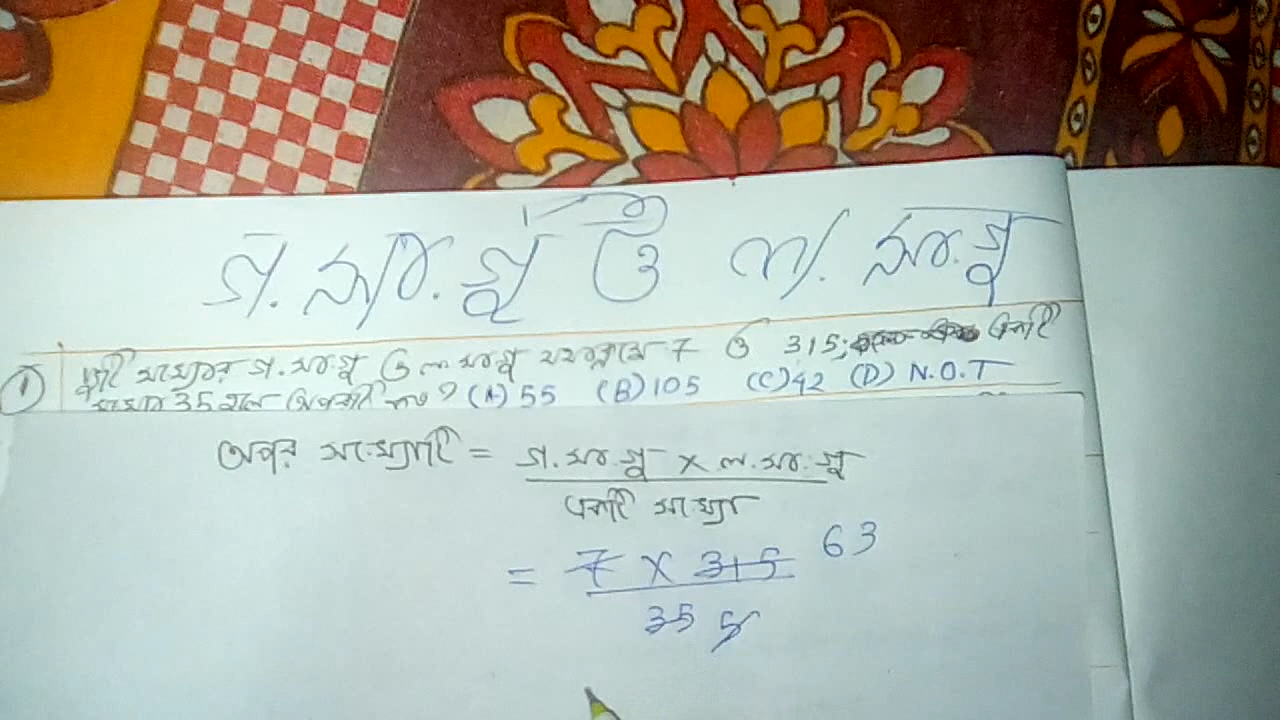 গ. সা. গু ও ল. সা. গু
① দুটি সংখ্যার গ. সা. গু ও ল. সা. গু যথাক্রমে 7 ও 315; একটি
সংখ্যা 35 হলে অপরটি কত? (A) 55 (B) 105 (C) 42 (D) N.O.T
অপর সংখ্যাটি = গ. সা. গু × ল. সা. গু
একটি সংখ্যা
= 7 × 315 63
35 5